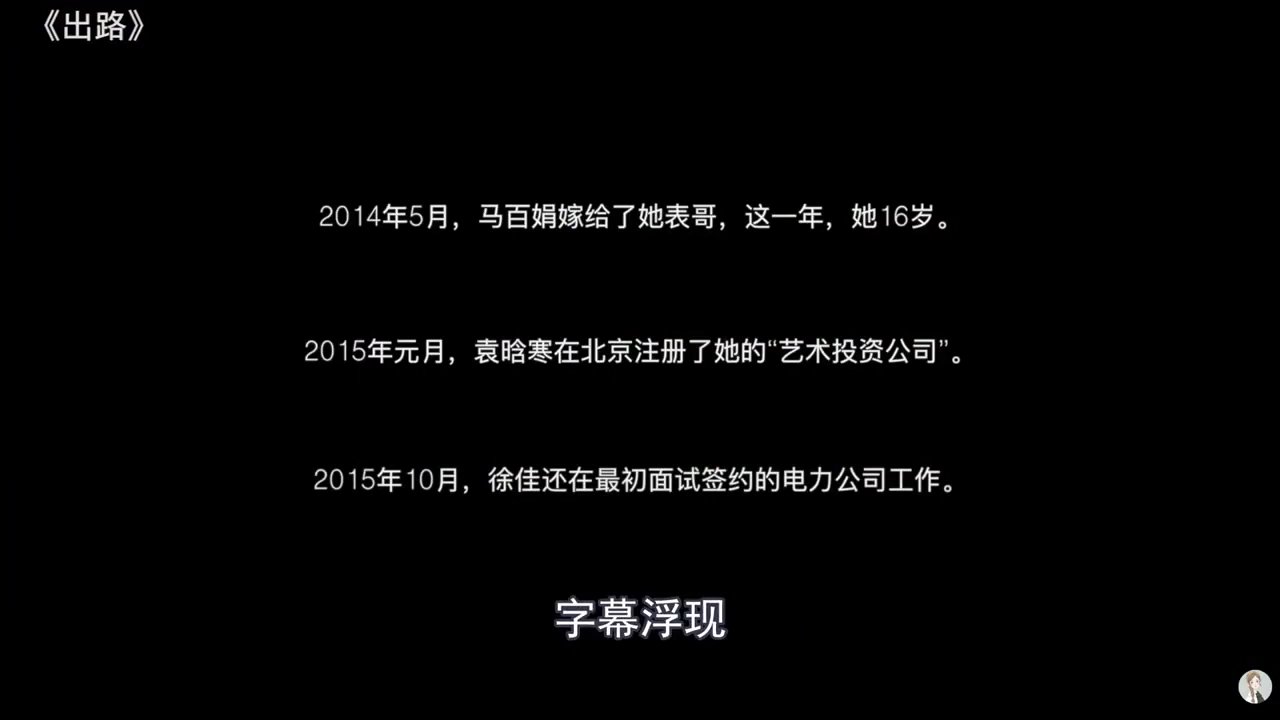 《出路》
2014年5月，马百娟嫁给了她表哥，这一年，她16岁。
2015年元月，袁晗寒在北京注册了她的“艺术投资公司”。
2015年10月，徐佳还在最初面试签约的电力公司工作。
字幕浮现